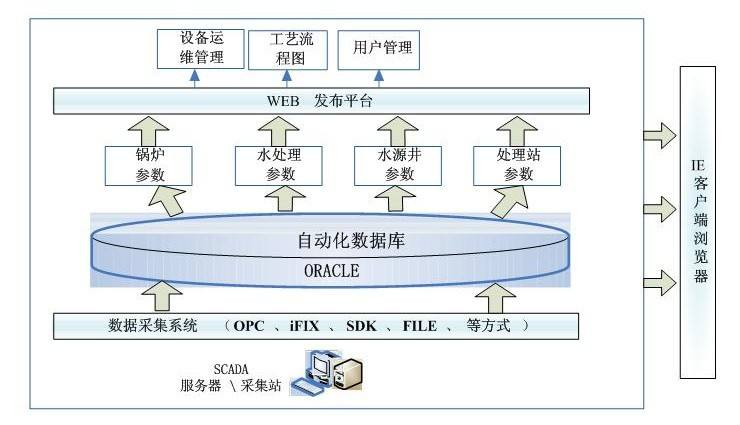 设备运
维管理
工艺流
程图
用户管理
WEB 发布平台
锅炉
参数
水处理
参数
水源井
参数
处理站
参数
自动化数据库
ORACLE
数据采集系统 （OPC 、iFIX 、SDK 、FILE 、等方式 ）
SCADA
服务器 \采集站
IE
客
户
端
浏
览
器